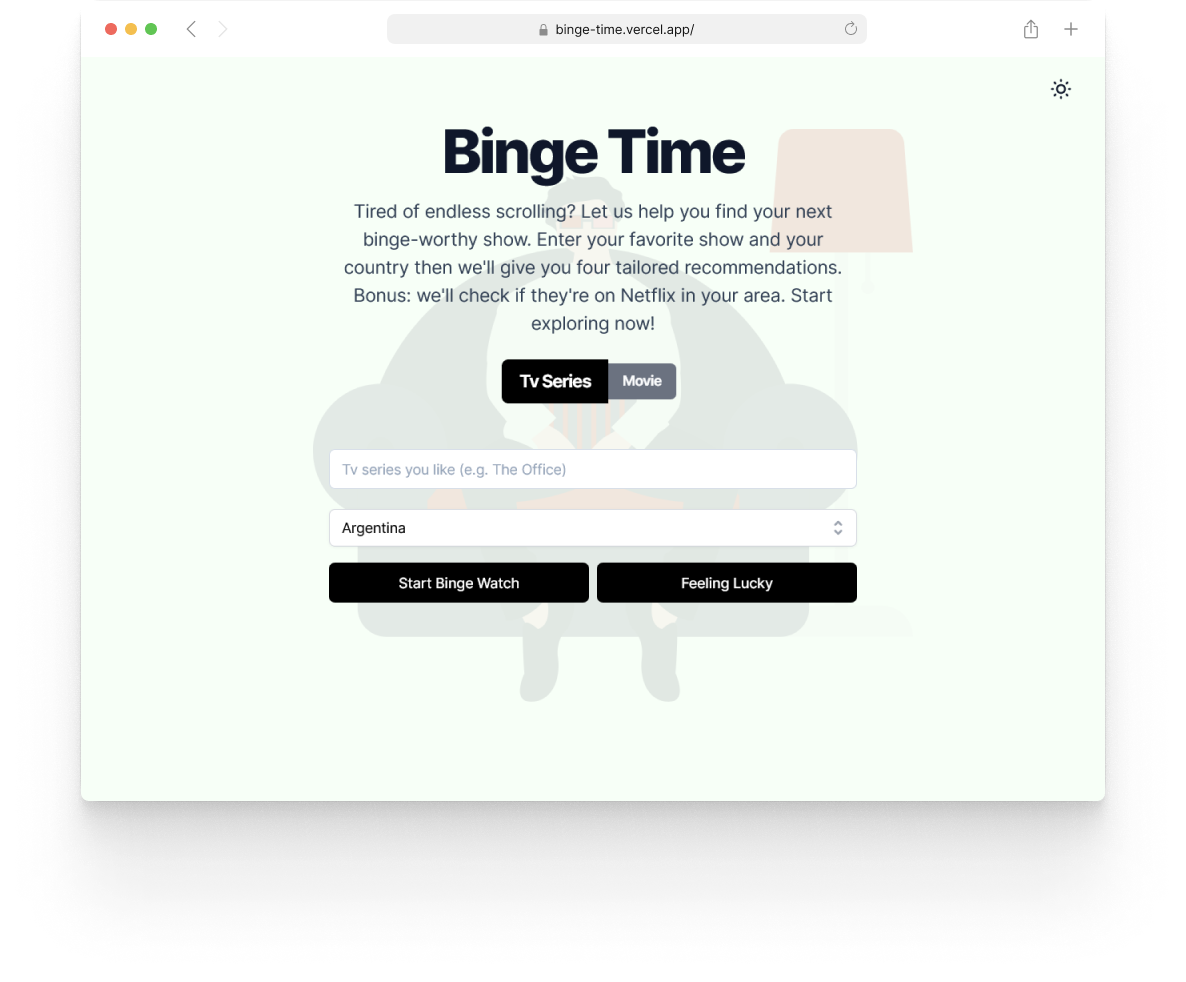 binge-time.vercel.app/
Binge Time
Tired of endless scrolling? Let us help you find your next
binge-worthy show. Enter your favorite show and your
country then we'll give you four tailored recommendations.
Bonus: we'll check if they're on Netflix in your area. Start
exploring now!
Tv Series Movie
Tv series you like (e.g. The Office)
Argentina
Start Binge Watch Feeling Lucky